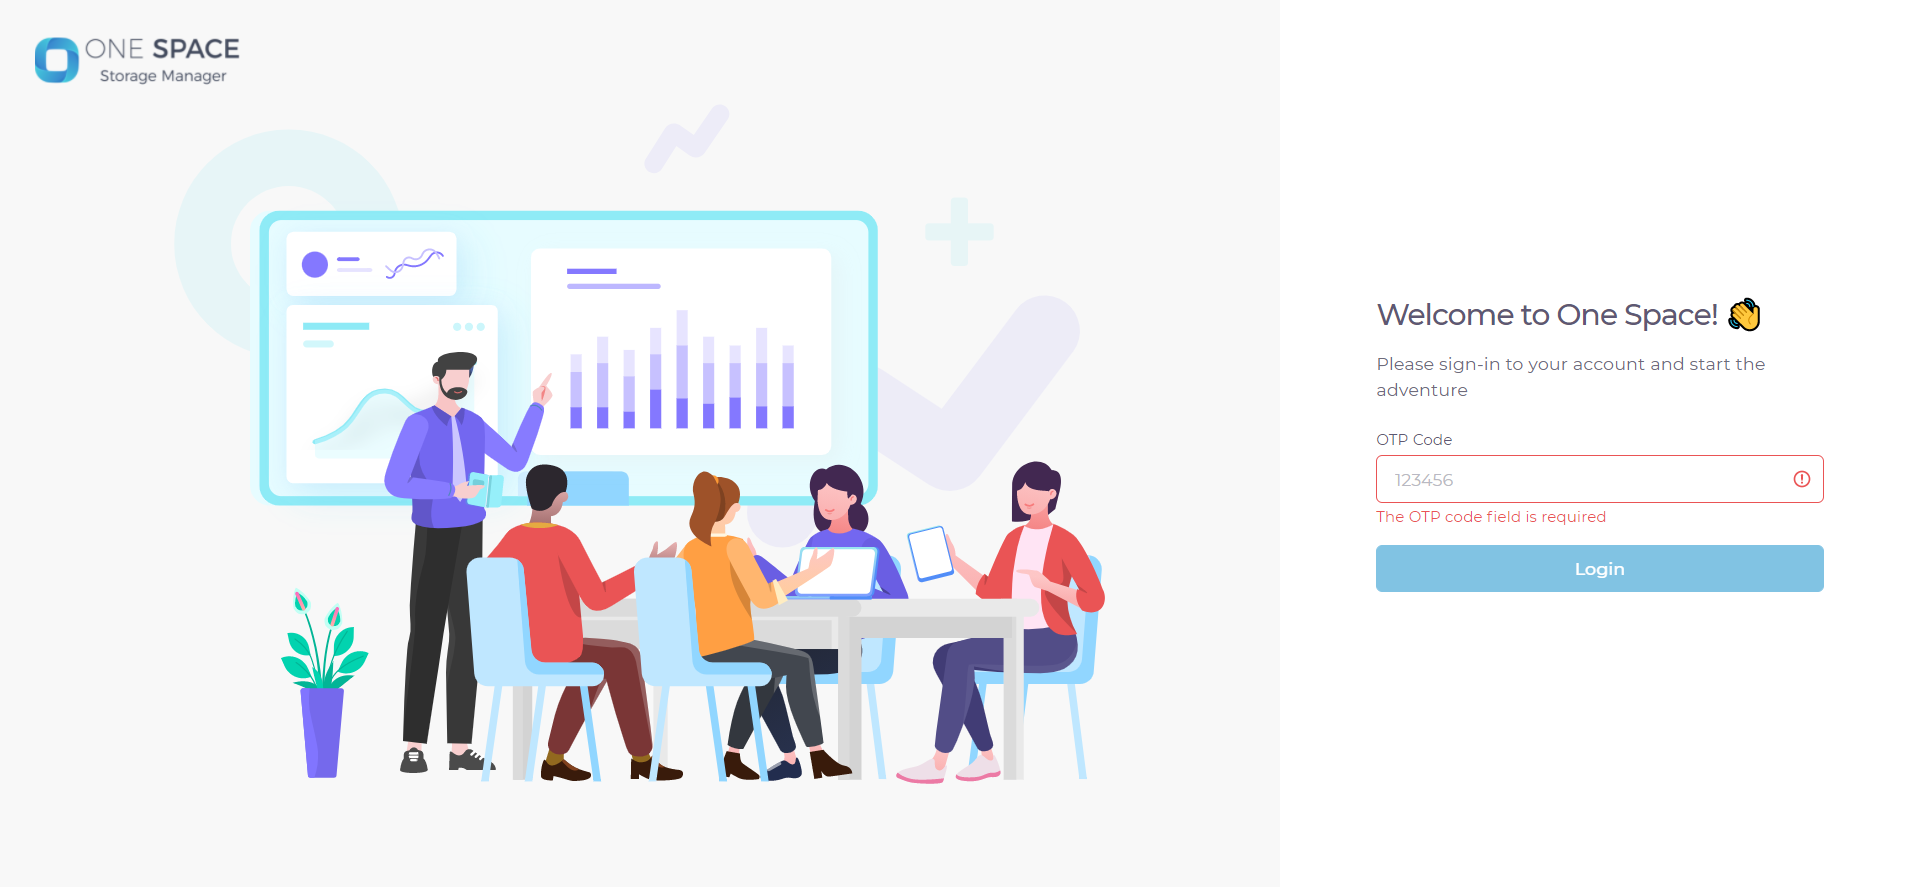 ONE SPACE
Storage Manager
Welcome to One Space! 👋
Please sign-in to your account and start the
adventure
OTP Code
123456
The OTP code field is required
Login